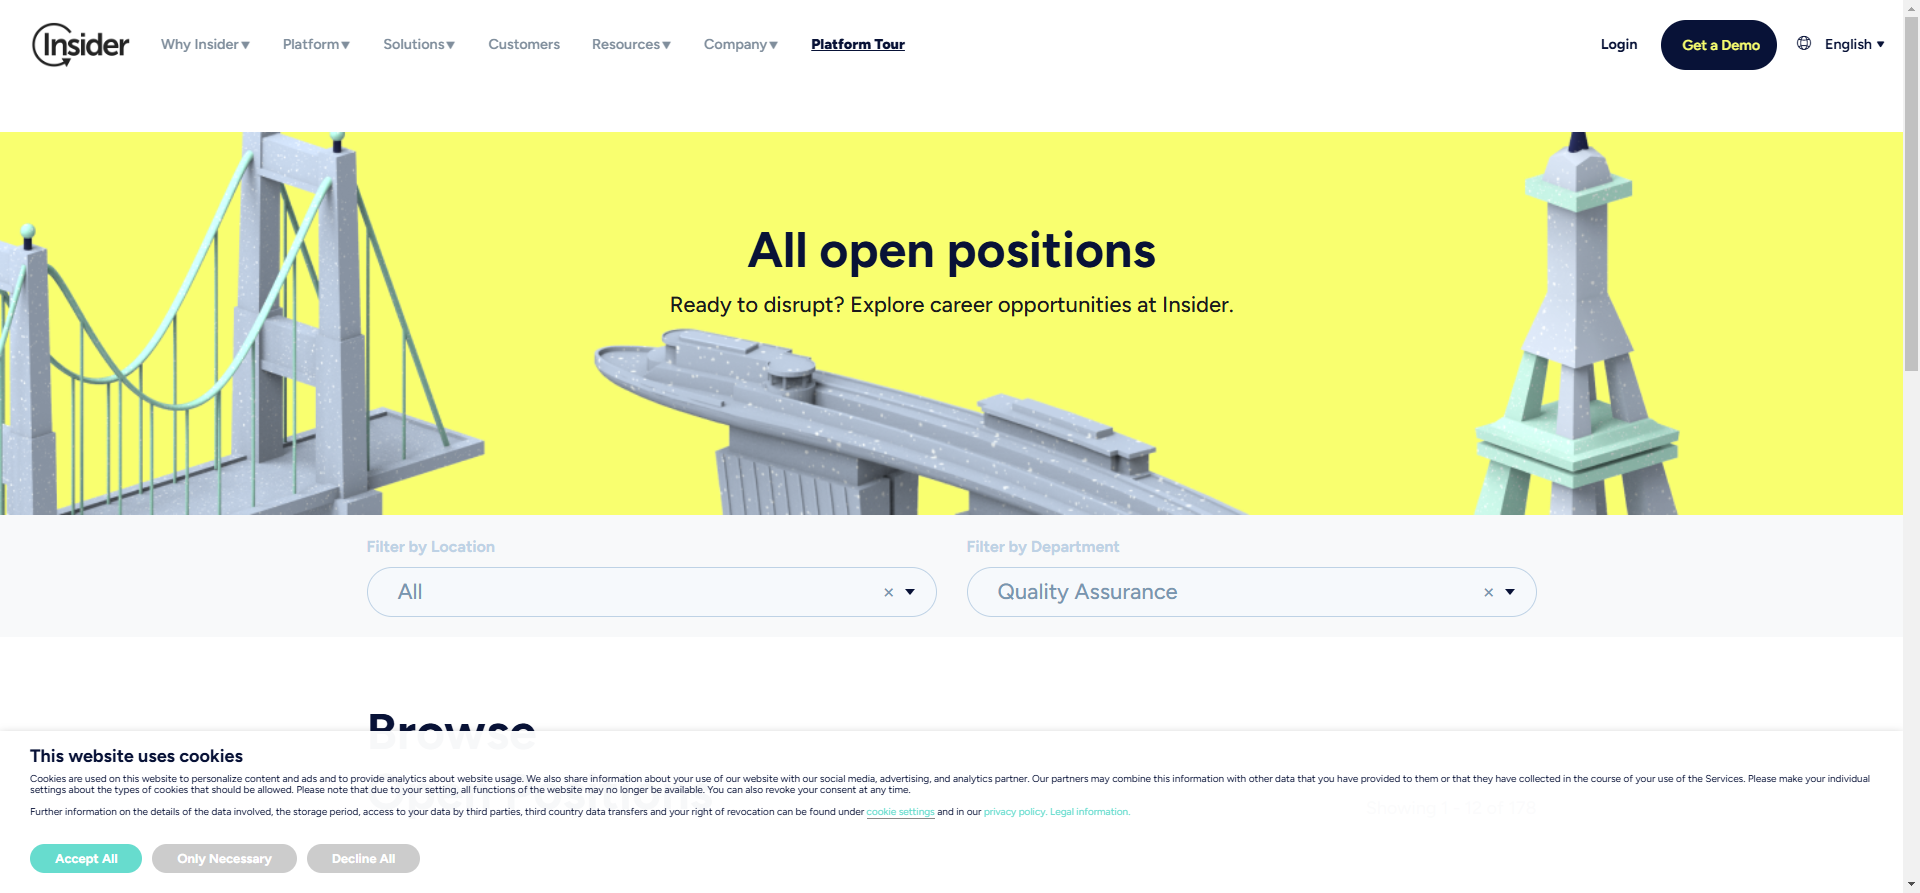 Insider
Why Insider
Platform
Solutions
Customers
Resources
Company
Platform Tour
Login
Get a Demo
English
All open positions
Ready to disrupt? Explore career opportunities at Insider.
Filter by Location
Filter by Department
All
×
Quality Assurance
×
Browse
This website uses cookies
Cookies are used on this website to personalize content and ads and to provide analytics about website usage. We also share information about your use of our website with our social media, advertising, and analytics partner. Our partners may combine this information with other data that you have provided to them or that they have collected in the course of your use of the Services. Please make your individual
settings about the types of cookies that should be allowed. Please note that due to your setting, all functions of the website may no longer be available. You can also revoke your consent at any time.
Open Positions
Showing 1 - 12 of 178
Further information on the details of the data involved, the storage period, access to your data by third parties, third country data transfers and your right of revocation can be found under cookie settings and in our privacy policy. Legal information.
Accept All
Only Necessary
Decline All